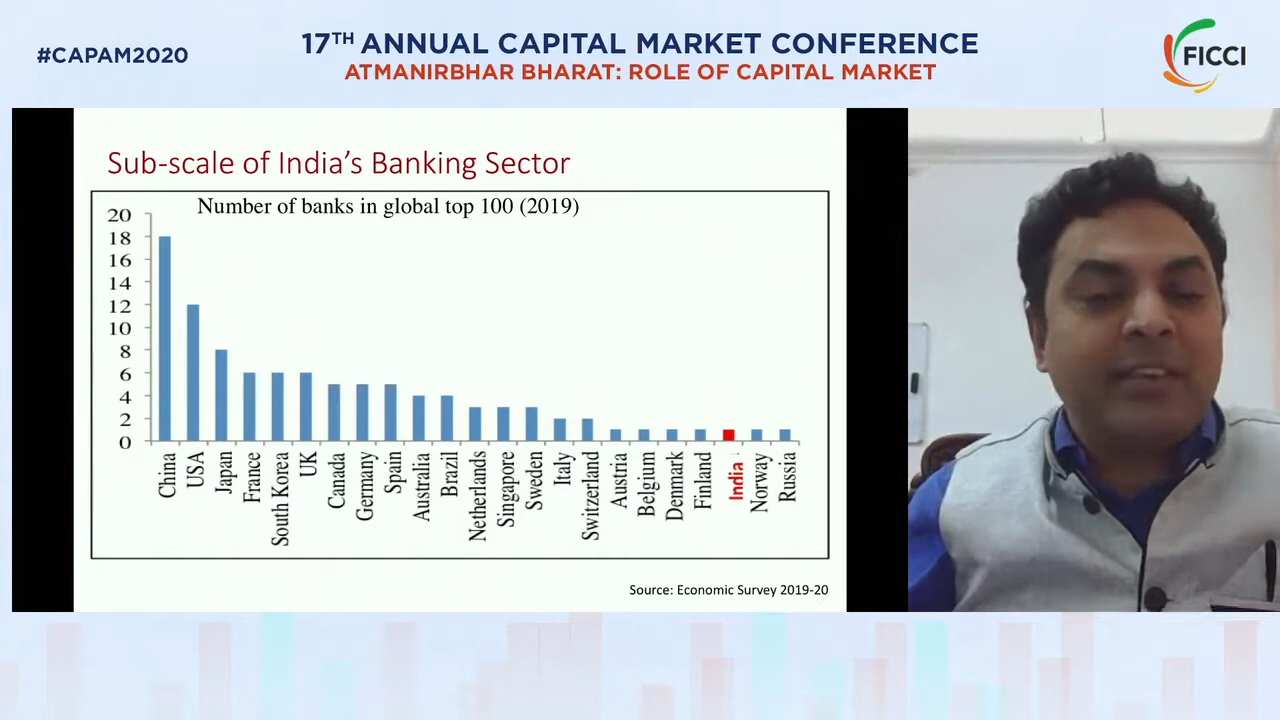 #CAPAM2020
17TH ANNUAL CAPITAL MARKET CONFERENCE
ATMANIRBHAR BHARAT: ROLE OF CAPITAL MARKET
FICCI
Sub-scale of India's Banking Sector
Number of banks in global top 100 (2019)
20
18
16
14
12
10
8
6
4
2
0
China
USA
Japan
France
South Korea
UK
Canada
Germany
Spain
Australia
Brazil
Netherlands
Singapore
Sweden
Italy
Switzerland
Austria
Belgium
Denmark
Finland
India
Norway
Russia
Source: Economic Survey 2019-20